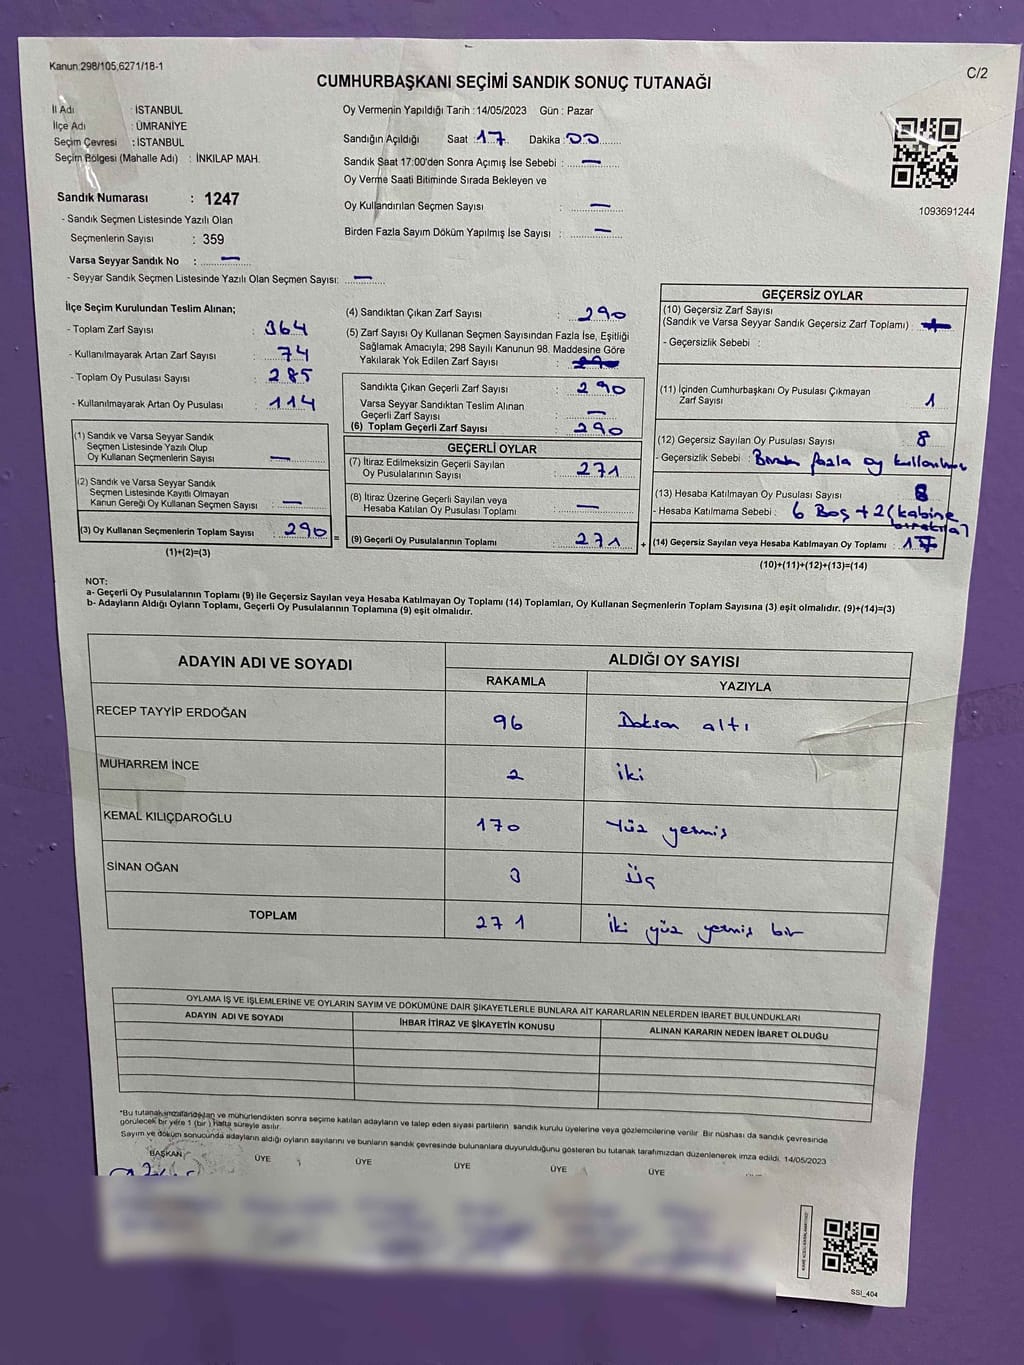 Kanun:298/105,6271/18-1
C/2
CUMHURBAŞKANI SEÇİMİ SANDIK SONUÇ TUTANAĞI
İl Adı : İSTANBUL
İlçe Adı : ÜMRANİYE
Seçim Çevresi : İSTANBUL
Seçim Bölgesi (Mahalle Adı) : İNKILAP MAH.
Sandık Numarası : 1247
- Sandık Seçmen Listesinde Yazılı Olan
Seçmenlerin Sayısı : 359
Varsa Seyyar Sandık No : —
- Seyyar Sandık Seçmen Listesinde Yazılı Olan Seçmen Sayısı: —
Oy Vermenin Yapıldığı Tarih : 14/05/2023 Gün : Pazar
Sandığın Açıldığı Saat : 17 Dakika : 00
Sandık Saat 17:00'den Sonra Açımış İse Sebebi : —
Oy Verme Saati Bitiminde Sırada Bekleyen ve
Oy Kullandırılan Seçmen Sayısı : —
Birden Fazla Sayım Döküm Yapılmış İse Sayısı : —
1093691244
İlçe Seçim Kurulundan Teslim Alınan;
- Toplam Zarf Sayısı : 364
- Kullanılmayarak Artan Zarf Sayısı : 74
- Toplam Oy Pusulası Sayısı : 285
- Kullanılmayarak Artan Oy Pusulası : 114
(1) Sandık ve Varsa Seyyar Sandık
Seçmen Listesinde Yazılı Olup
Oy Kullanan Seçmenlerin Sayısı : —
(2) Sandık ve Varsa Seyyar Sandık
Seçmen Listesinde Kayıtlı Olmayan
Kanun Gereği Oy Kullanan Seçmen Sayısı : —
(3) Oy Kullanan Seçmenlerin Toplam Sayısı : 290
(1)+(2)=(3)
(4) Sandıktan Çıkan Zarf Sayısı : 290
(5) Zarf Sayısı Oy Kullanan Seçmen Sayısından Fazla İse, Eşitliği
Sağlamak Amacıyla; 298 Sayılı Kanunun 98. Maddesine Göre
Yakılarak Yok Edilen Zarf Sayısı :
Sandıkta Çıkan Geçerli Zarf Sayısı : 290
Varsa Seyyar Sandıktan Teslim Alınan
Geçerli Zarf Sayısı : —
(6) Toplam Geçerli Zarf Sayısı : 290
GEÇERLİ OYLAR
(7) İtiraz Edilmeksizin Geçerli Sayılan
Oy Pusulalarının Sayısı : 271
(8) İtiraz Üzerine Geçerli Sayılan veya
Hesaba Katılan Oy Pusulası Toplamı : —
= (9) Geçerli Oy Pusulalarının Toplamı : 271 +
GEÇERSİZ OYLAR
(10) Geçersiz Zarf Sayısı
(Sandık ve Varsa Seyyar Sandık Geçersiz Zarf Toplamı) :
- Geçersizlik Sebebi :
(11) İçinden Cumhurbaşkanı Oy Pusulası Çıkmayan
Zarf Sayısı : 1
(12) Geçersiz Sayılan Oy Pusulası Sayısı : 8
- Geçersizlik Sebebi : fazla oy
(13) Hesaba Katılmayan Oy Pusulası Sayısı : 8
- Hesaba Katılmama Sebebi : 6 Boş + 2 (kabine
(14) Geçersiz Sayılan veya Hesaba Katılmayan Oy Toplamı :
(10)+(11)+(12)+(13)=(14)
NOT:
a- Geçerli Oy Pusulalarının Toplamı (9) ile Geçersiz Sayılan veya Hesaba Katılmayan Oy Toplamı (14) Toplamları, Oy Kullanan Seçmenlerin Toplam Sayısına (3) eşit olmalıdır. (9)+(14)=(3)
b- Adayların Aldığı Oyların Toplamı, Geçerli Oy Pusulalarının Toplamına (9) eşit olmalıdır.
ADAYIN ADI VE SOYADI
ALDIĞI OY SAYISI
RAKAMLA YAZIYLA
RECEP TAYYİP ERDOĞAN 96 Doksan altı
MUHARREM İNCE 2 iki
KEMAL KILIÇDAROĞLU 170 Yüz yetmiş
SİNAN OĞAN 3 üç
TOPLAM 271 iki yüz yetmiş bir
OYLAMA İŞ VE İŞLEMLERİNE VE OYLARIN SAYIM VE DÖKÜMÜNE DAİR ŞİKAYETLERLE BUNLARA AİT KARARLARIN NELERDEN İBARET BULUNDUKLARI
ADAYIN ADI VE SOYADI İHBAR İTİRAZ VE ŞİKAYETİN KONUSU ALINAN KARARIN NEDEN İBARET OLDUĞU
*Bu tutanak imzalandıktan ve mühürlendikten sonra seçime katılan adayların ve talep eden siyasi partilerin sandık kurulu üyelerine veya gözlemcilerine verilir. Bir nüshası da sandık çevresinde
görülecek bir yere 1 (bir) hafta süreyle asılır.
Sayım ve döküm sonucunda adayların aldığı oyların sayılarını ve bunların sandık çevresinde bulunanlara duyurulduğunu gösteren bu tutanak tarafımızdan düzenlenerek imza edildi. 14/05/2023
BAŞKAN ÜYE ÜYE ÜYE ÜYE ÜYE
SSI_404